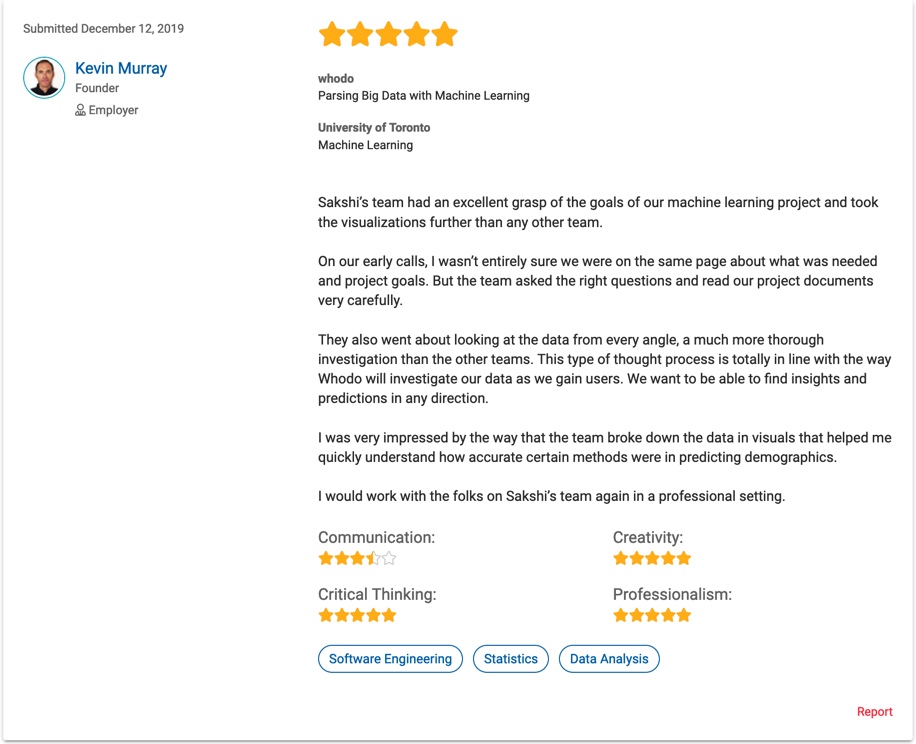 Submitted December 12, 2019
Kevin Murray
Founder
Employer
whodo
Parsing Big Data with Machine Learning
University of Toronto
Machine Learning
Sakshi’s team had an excellent grasp of the goals of our machine learning project and took
the visualizations further than any other team.
On our early calls, I wasn’t entirely sure we were on the same page about what was needed
and project goals. But the team asked the right questions and read our project documents
very carefully.
They also went about looking at the data from every angle, a much more thorough
investigation than the other teams. This type of thought process is totally in line with the way
Whodo will investigate our data as we gain users. We want to be able to find insights and
predictions in any direction.
I was very impressed by the way that the team broke down the data in visuals that helped me
quickly understand how accurate certain methods were in predicting demographics.
I would work with the folks on Sakshi’s team again in a professional setting.
Communication:
Creativity:
Critical Thinking:
Professionalism:
Software Engineering
Statistics
Data Analysis
Report